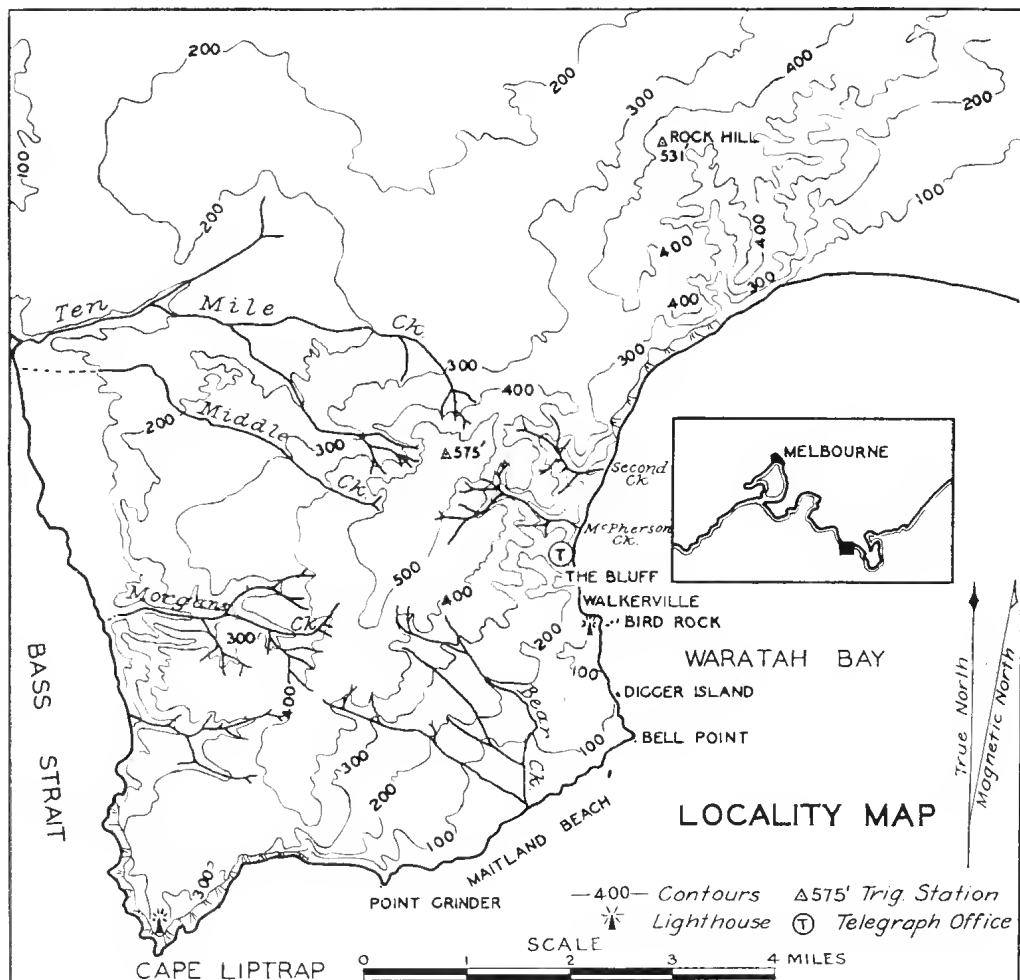 200
200
400
300
200
ROCK HILL
531'
100
200
100
400
400
400
300
Ten Mile Ck.
300
300
400
200
Middle Ck.
300
575'
Second Ck.
MELBOURNE
McPherson Ck.
T
THE BLUFF
500
400
WALKERVILLE
BIRD ROCK
Morgans Ck.
300'
200
100
WARATAH BAY
DIGGER ISLAND
400
Bear Ck.
BELL POINT
100
BASS STRAIT
300
200
100
True North
Magnetic North
LOCALITY MAP
MAITLAND BEACH
300
POINT GRINDER
—400— Contours
575' Trig. Station
Lighthouse
T Telegraph Office
CAPE LIPTRAP
SCALE
0 1 2 3 4 MILES